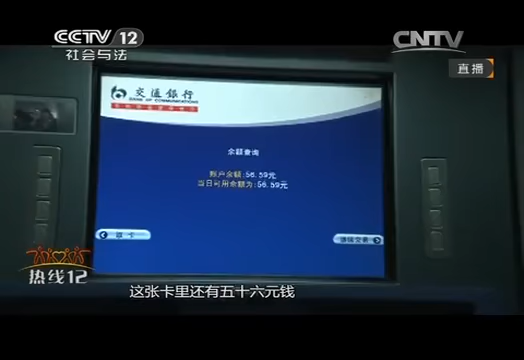 CCTV 12
社会与法
CNTV
直播
交通银行
BANK OF COMMUNICATIONS
余额查询
账户余额:56.59元
当日可用余额为:56.59元
退卡
继续交易
热线12
这张卡里还有五十六元钱